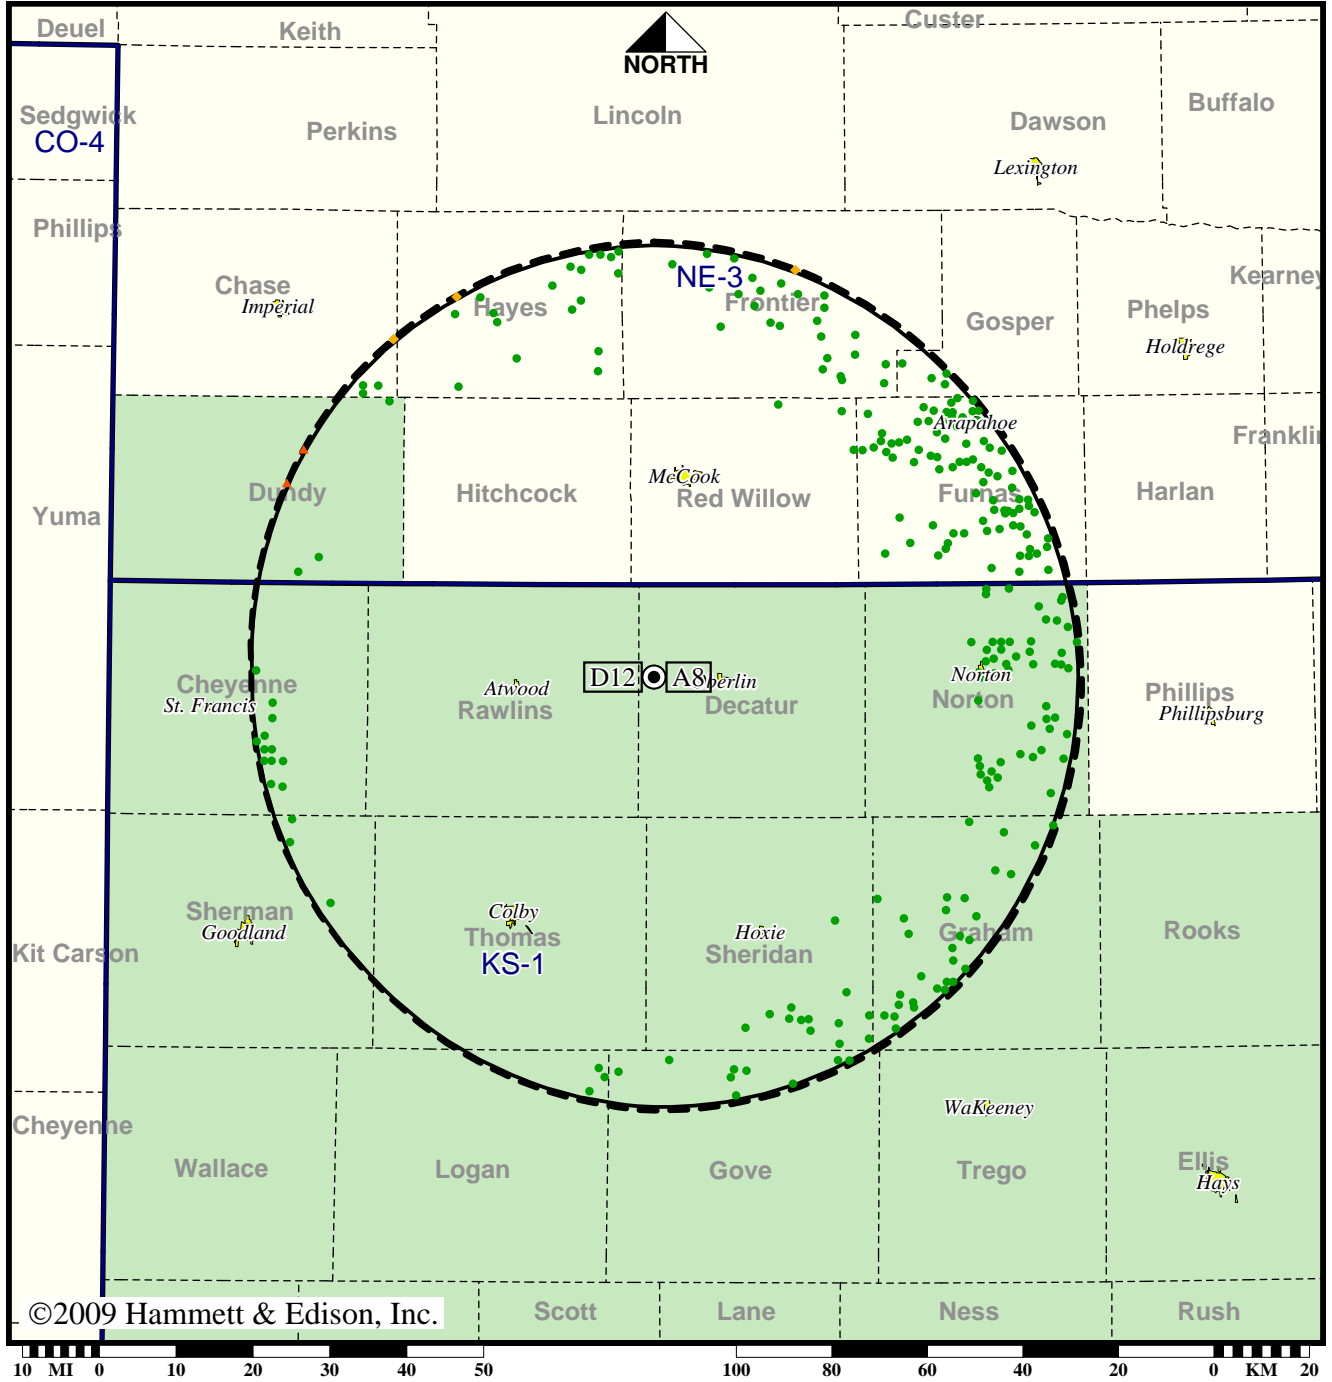 Deuel
Keith
Custer
NORTH
Sedgwick
CO-4
Perkins
Lincoln
Dawson
Buffalo
Lexington
Phillips
Chase
Imperial
Hayes
NE-3
Frontier
Gosper
Phelps
Kearney
Holdrege
Arapahoe
Franklin
Yuma
Dundy
Hitchcock
McCook
Red Willow
Furnas
Harlan
Cheyenne
St. Francis
Atwood
Rawlins
D12
A8
Oberlin
Decatur
Norton
Norton
Phillips
Phillipsburg
Kit Carson
Sherman
Goodland
Colby
Thomas
KS-1
Hoxie
Sheridan
Graham
Rooks
Cheyenne
WaKeeney
Wallace
Logan
Gove
Trego
Ellis
Hays
©2009 Hammett & Edison, Inc.
Scott
Lane
Ness
Rush
10 MI 0 10 20 30 40 50
100 80 60 40 20 0 KM 20